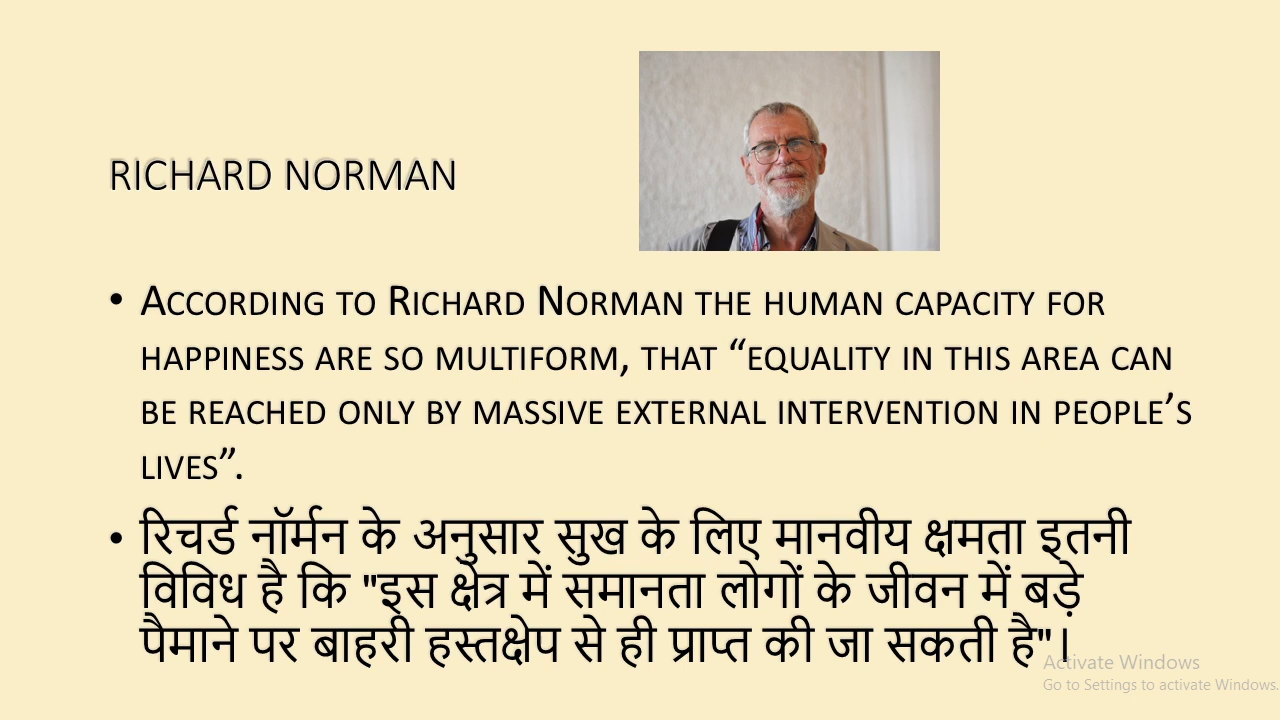 RICHARD NORMAN
• According to Richard Norman the human capacity for
happiness are so multiform, that “equality in this area can
be reached only by massive external intervention in people’s
lives”.
• रिचर्ड नॉर्मन के अनुसार सुख के लिए मानवीय क्षमता इतनी
विविध है कि "इस क्षेत्र में समानता लोगों के जीवन में बड़े
पैमाने पर बाहरी हस्तक्षेप से ही प्राप्त की जा सकती है"।
Activate Windows
Go to Settings to activate Windows.